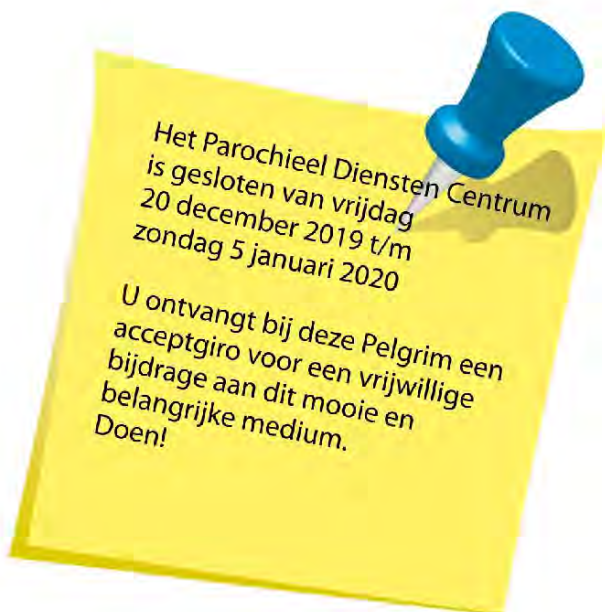 Het Parochieel Diensten Centrum
is gesloten van vrijdag
20 december 2019 t/m
zondag 5 januari 2020
U ontvangt bij deze Pelgrim een
acceptgiro voor een vrijwillige
bijdrage aan dit mooie en
belangrijke medium.
Doen!